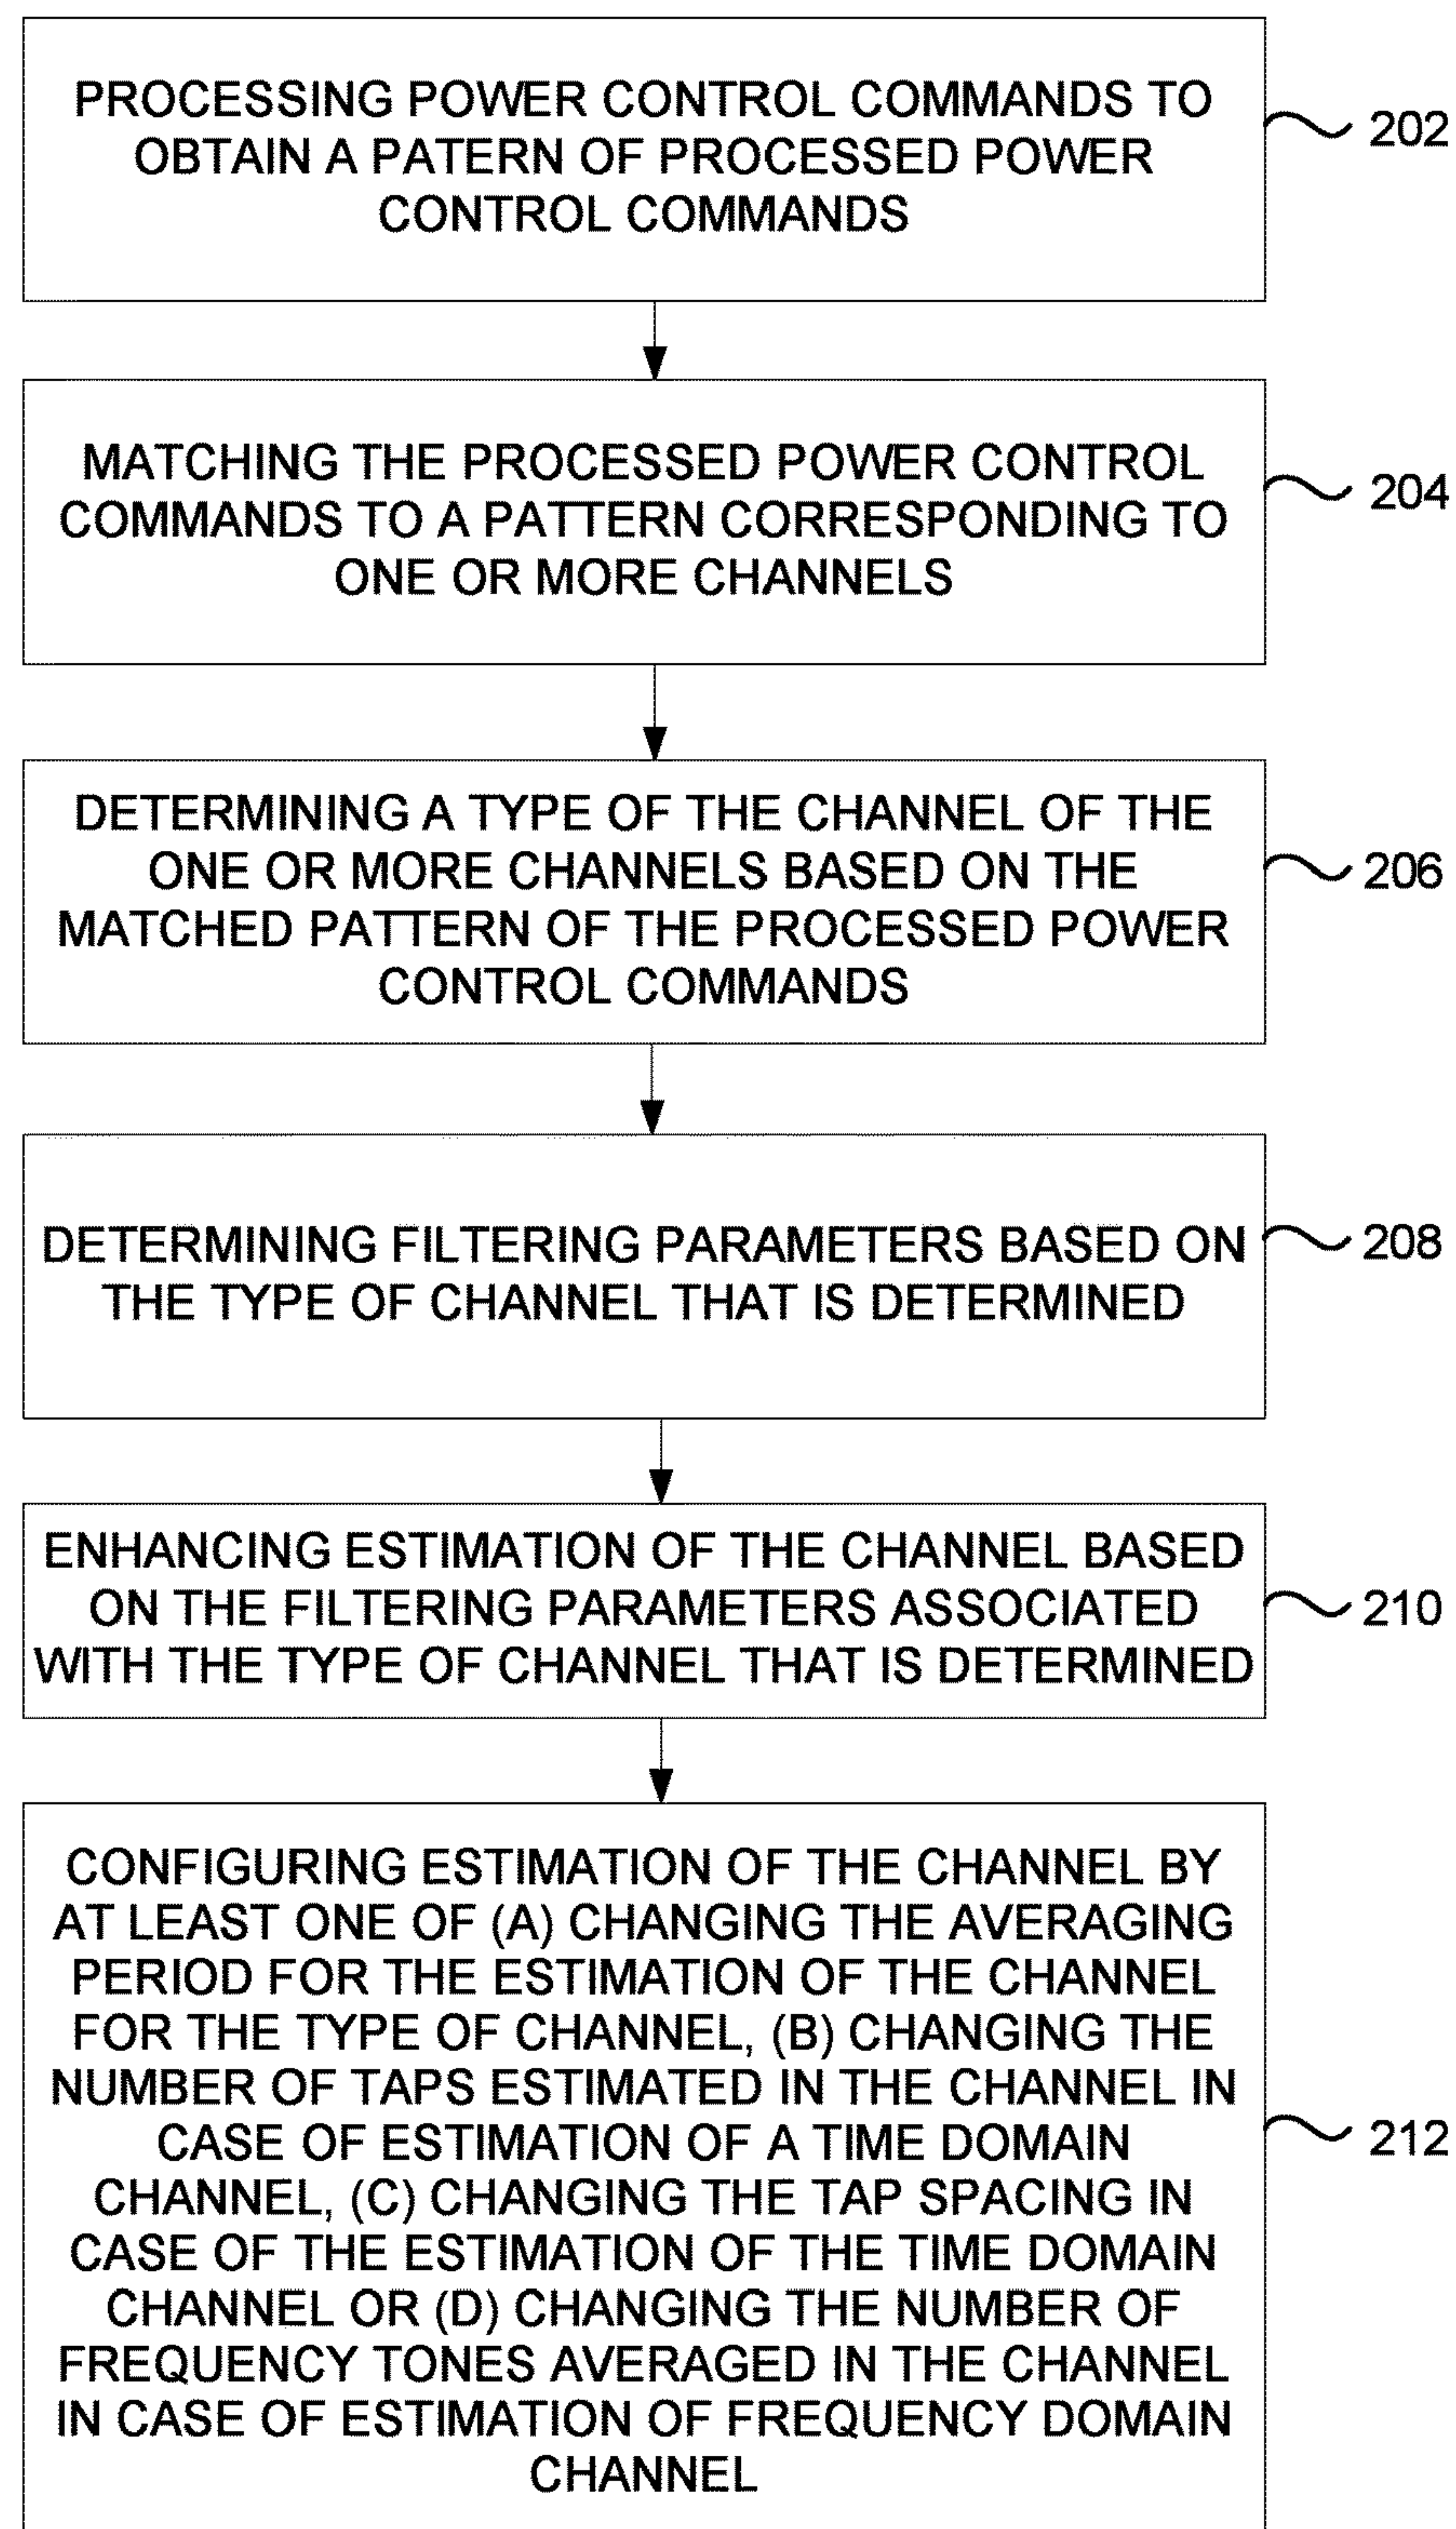 PROCESSING POWER CONTROL COMMANDS TO
OBTAIN A PATERN OF PROCESSED POWER
CONTROL COMMANDS
202
MATCHING THE PROCESSED POWER CONTROL
COMMANDS TO A PATTERN CORRESPONDING TO
ONE OR MORE CHANNELS
204
DETERMINING A TYPE OF THE CHANNEL OF THE
ONE OR MORE CHANNELS BASED ON THE
MATCHED PATTERN OF THE PROCESSED POWER
CONTROL COMMANDS
206
DETERMINING FILTERING PARAMETERS BASED ON
THE TYPE OF CHANNEL THAT IS DETERMINED
208
ENHANCING ESTIMATION OF THE CHANNEL BASED
ON THE FILTERING PARAMETERS ASSOCIATED
WITH THE TYPE OF CHANNEL THAT IS DETERMINED
210
CONFIGURING ESTIMATION OF THE CHANNEL BY
AT LEAST ONE OF (A) CHANGING THE AVERAGING
PERIOD FOR THE ESTIMATION OF THE CHANNEL
FOR THE TYPE OF CHANNEL, (B) CHANGING THE
NUMBER OF TAPS ESTIMATED IN THE CHANNEL IN
CASE OF ESTIMATION OF A TIME DOMAIN
CHANNEL, (C) CHANGING THE TAP SPACING IN
CASE OF THE ESTIMATION OF THE TIME DOMAIN
CHANNEL OR (D) CHANGING THE NUMBER OF
FREQUENCY TONES AVERAGED IN THE CHANNEL
IN CASE OF ESTIMATION OF FREQUENCY DOMAIN
CHANNEL
212